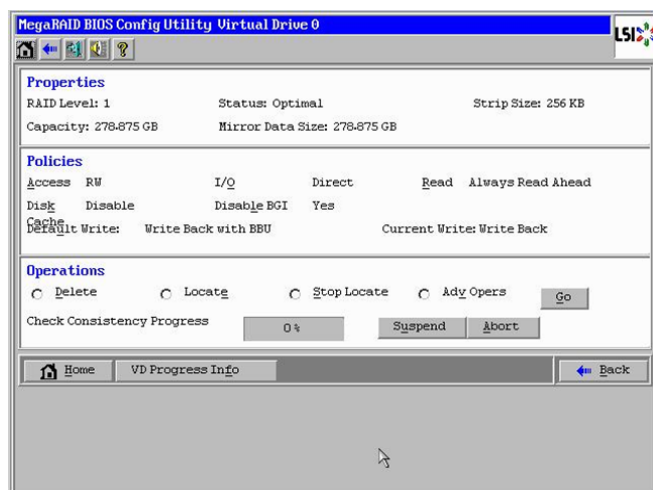 MegaRAID BIOS Config Utility Virtual Drive 0
LSI
?
Properties
RAID Level: 1 Status: Optimal Strip Size: 256 KB
Capacity: 278.875 GB Mirror Data Size: 278.875 GB
Policies
Access RW I/O Direct Read Always Read Ahead
Disk Cache Disable Disable BGI Yes
Default Write: Write Back with BBU Current Write: Write Back
Operations
Delete Locate Stop Locate Adv Opers Go
Check Consistency Progress 0 % Suspend Abort
Home VD Progress Info Back